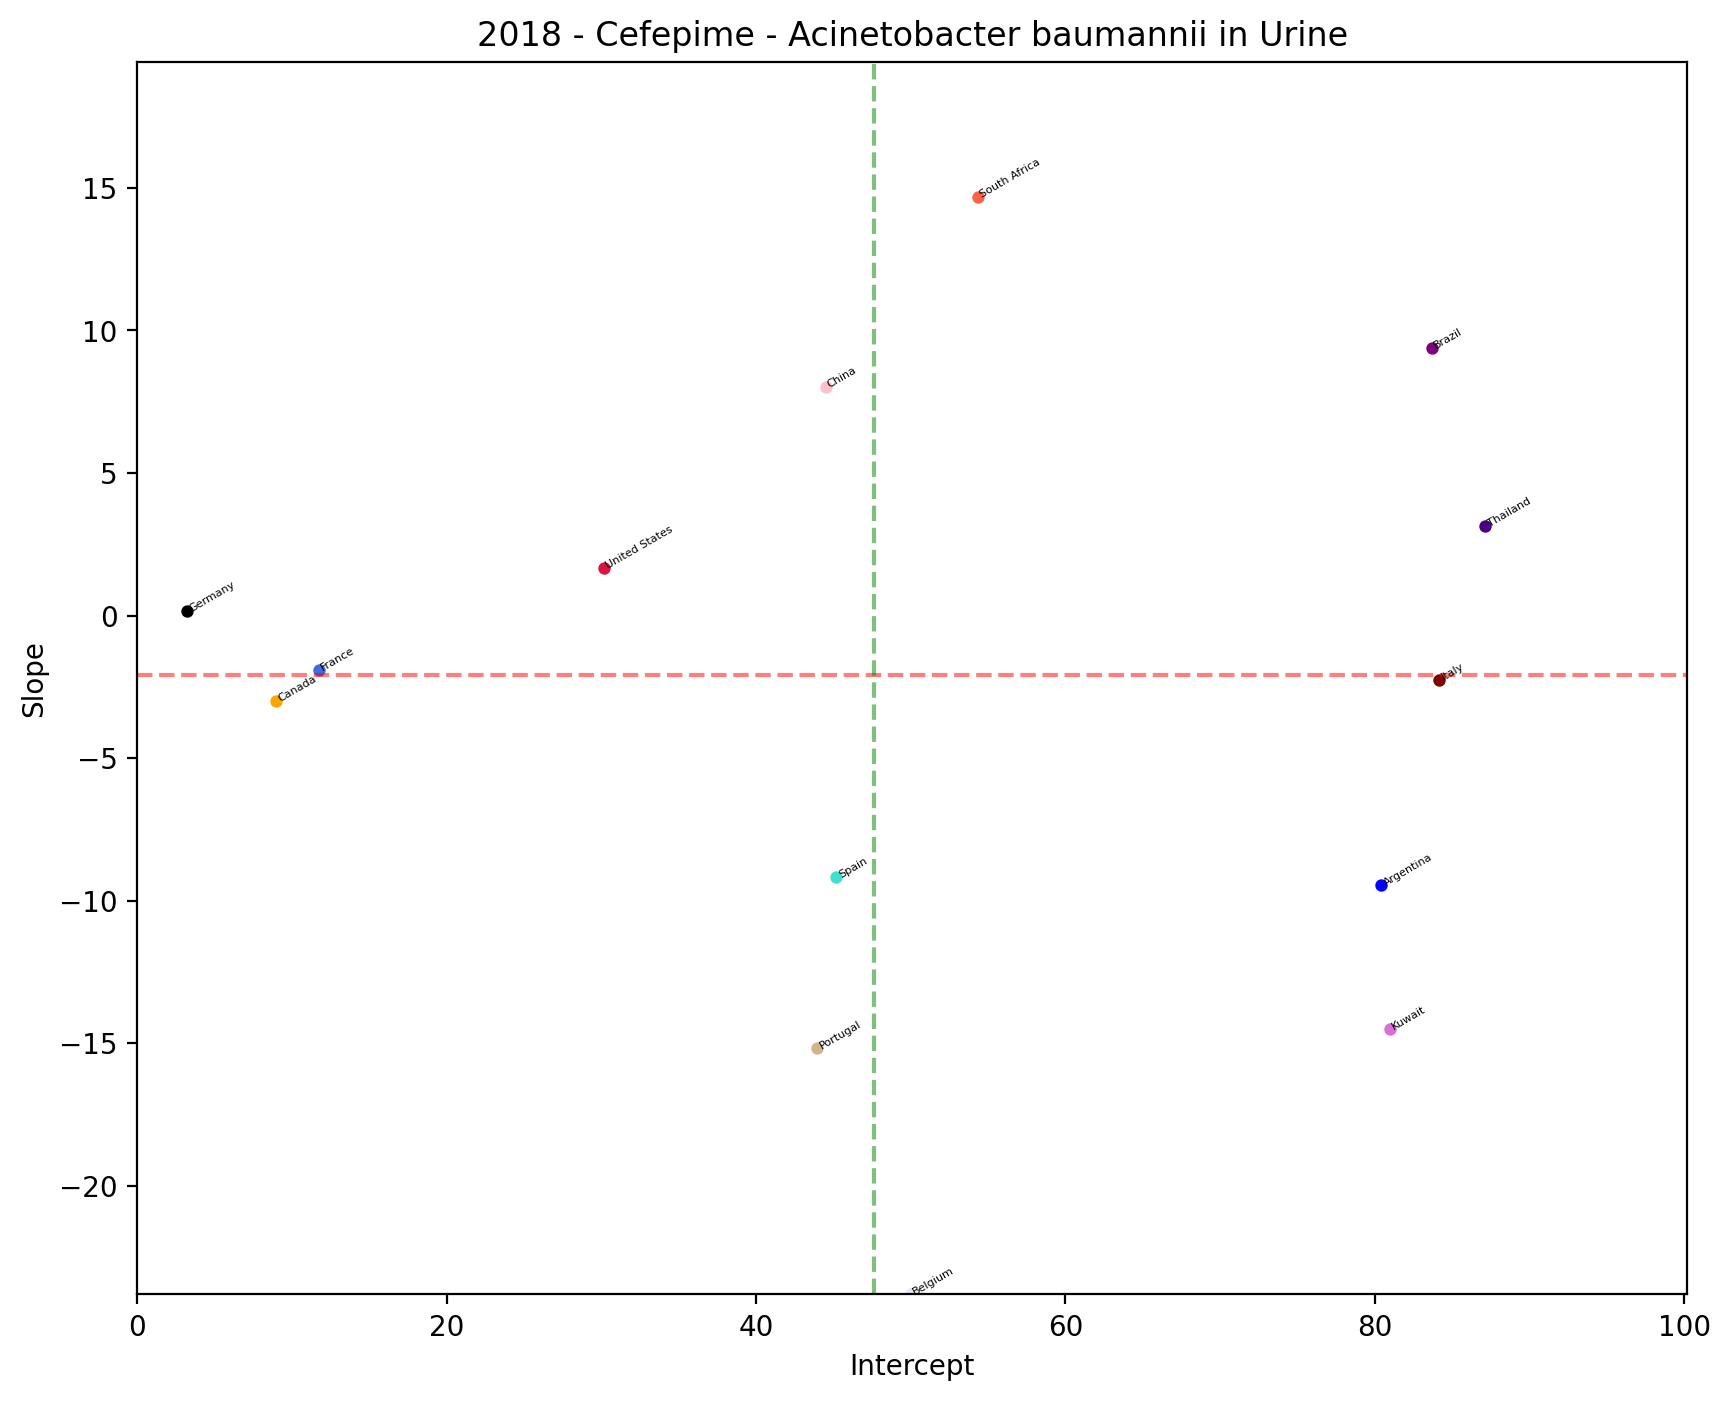 2018 - Cefepime - Acinetobacter baumannii in Urine
15
10
5
0
−5
−10
−15
−20
Slope
South Africa
Brazil
China
Thailand
United States
Germany
France
Italy
Canada
Spain
Argentina
Kuwait
Portugal
Belgium
0 20 40 60 80 100
Intercept